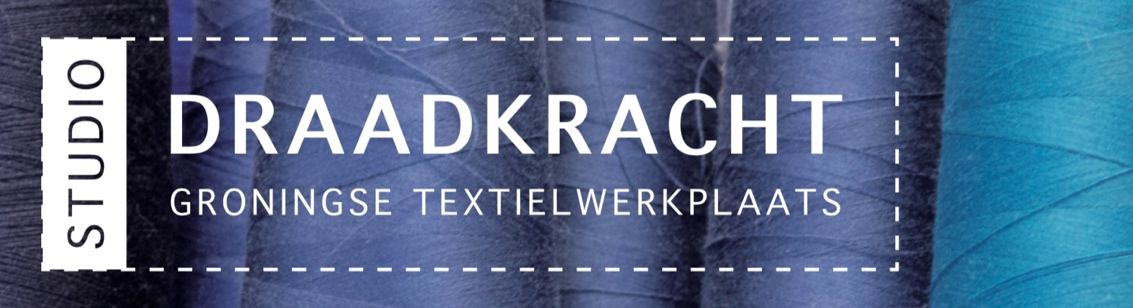 STUDIO
DRAADKRACHT
GRONINGSE TEXTIELWERKPLAATS